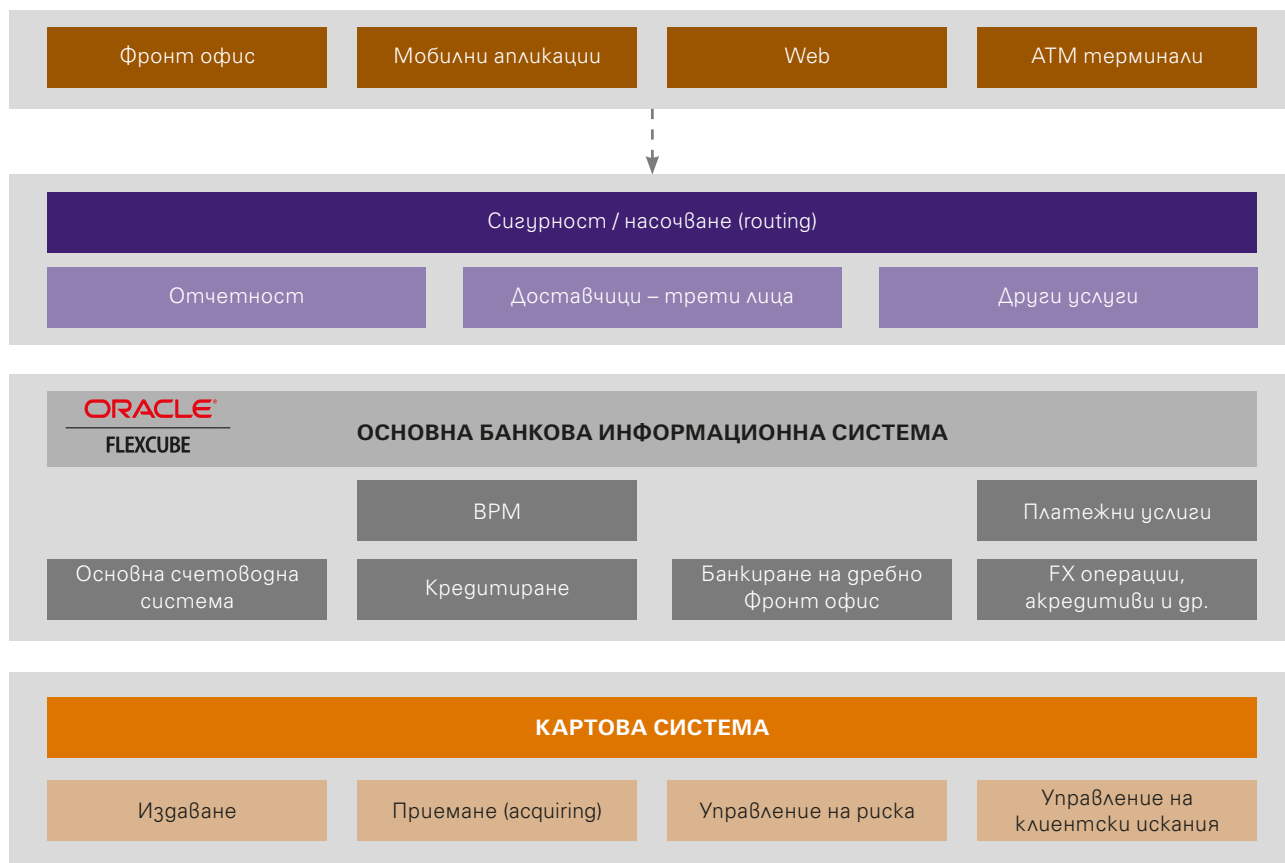 Фронт офис
Мобилни апликации
Web
ATM терминали
Сигурност / насочване (routing)
Отчетност
Доставчици – трети лица
Други услуги
ORACLE®
FLEXCUBE
ОСНОВНА БАНКОВА ИНФОРМАЦИОННА СИСТЕМА
BPM
Платежни услиги
Основна счетоводна
система
Кредитиране
Банкиране на дребно
Фронт офис
FX операции,
акредитиви и др.
КАРТОВА СИСТЕМА
Издаване
Приемане (acquiring)
Управление на риска
Управление на
клиентски искания